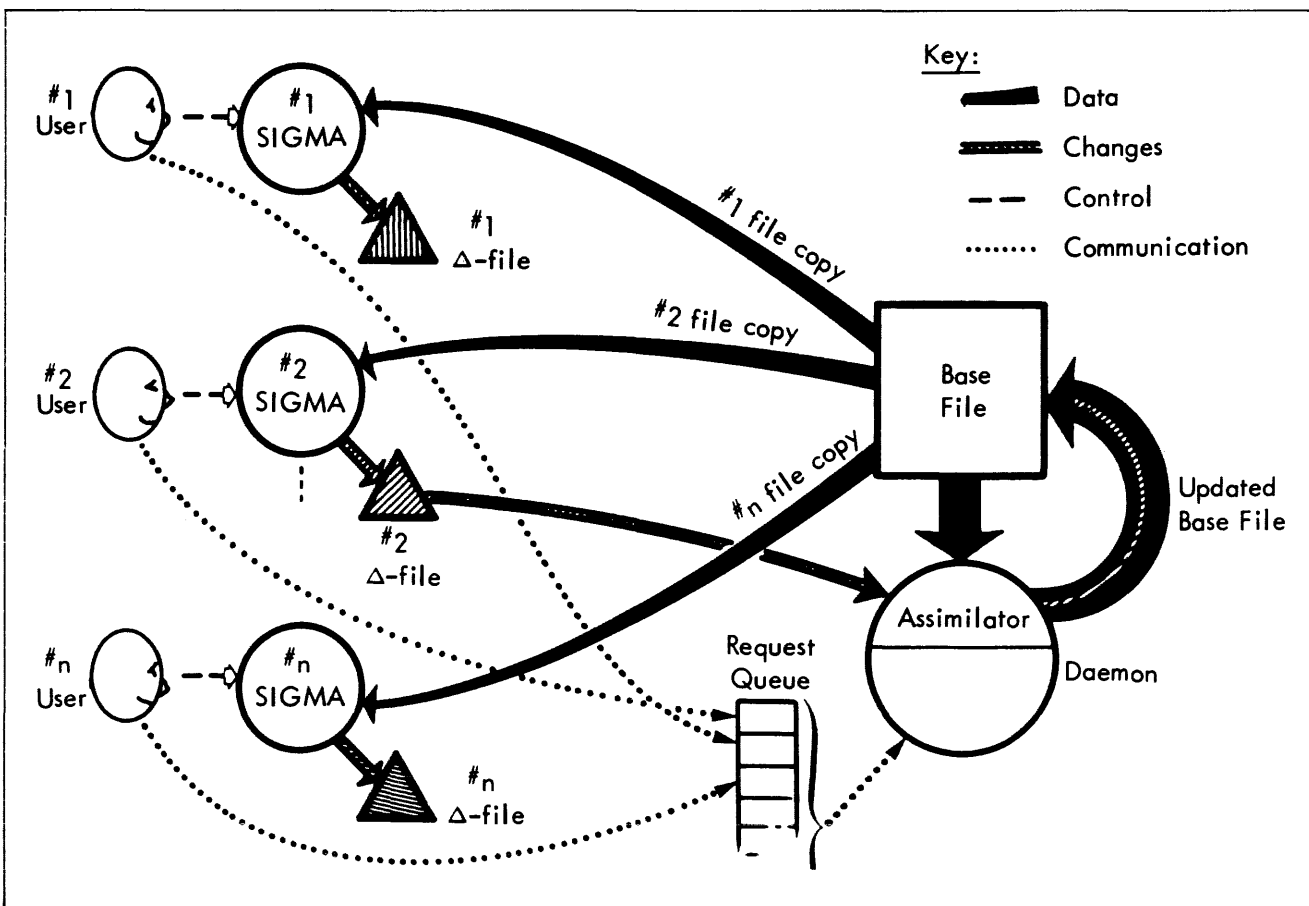 Key:
Data
Changes
Control
Communication
#1
User
#1
SIGMA
#1
Δ-file
#1 file copy
#2
User
#2
SIGMA
#2
Δ-file
#2 file copy
Base
File
Updated
Base File
#n file copy
#n
User
#n
SIGMA
#n
Δ-file
Request
Queue
Assimilator
Daemon